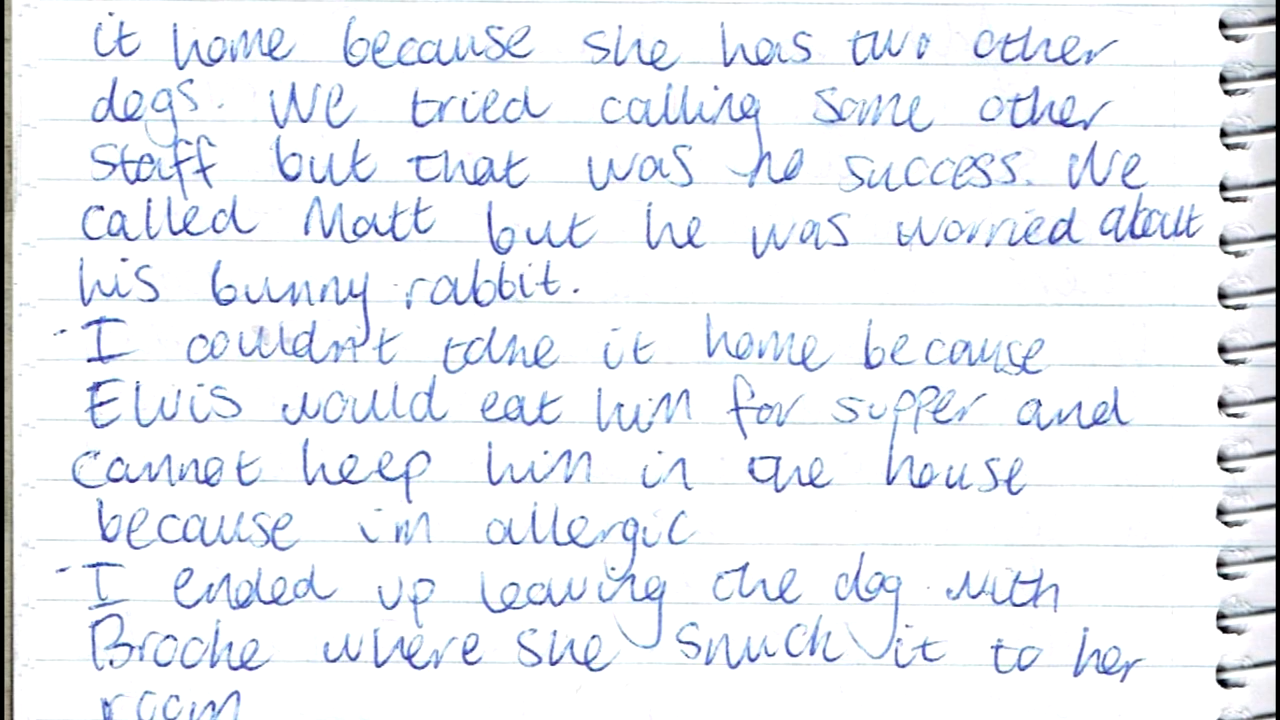 it home because she has two other
dogs. We tried calling some other
staff but that was no success. We
called Matt but he was worried about
his bunny rabbit.
- I couldn't take it home because
Elvis would eat him for supper and
cannot keep him in the house
because im allergic
- I ended up leaving the dog with
Brooke where she snuck it to her
room